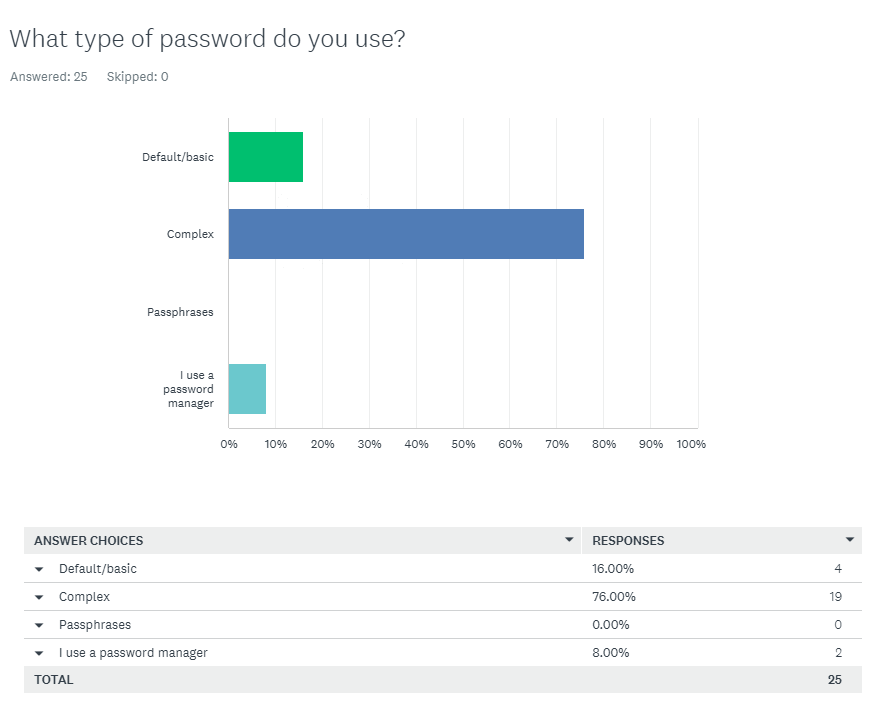 What type of password do you use?
Answered: 25 Skipped: 0
Default/basic
Complex
Passphrases
I use a
password
manager
0% 10% 20% 30% 40% 50% 60% 70% 80% 90% 100%
ANSWER CHOICES RESPONSES
Default/basic 16.00% 4
Complex 76.00% 19
Passphrases 0.00% 0
I use a password manager 8.00% 2
TOTAL 25